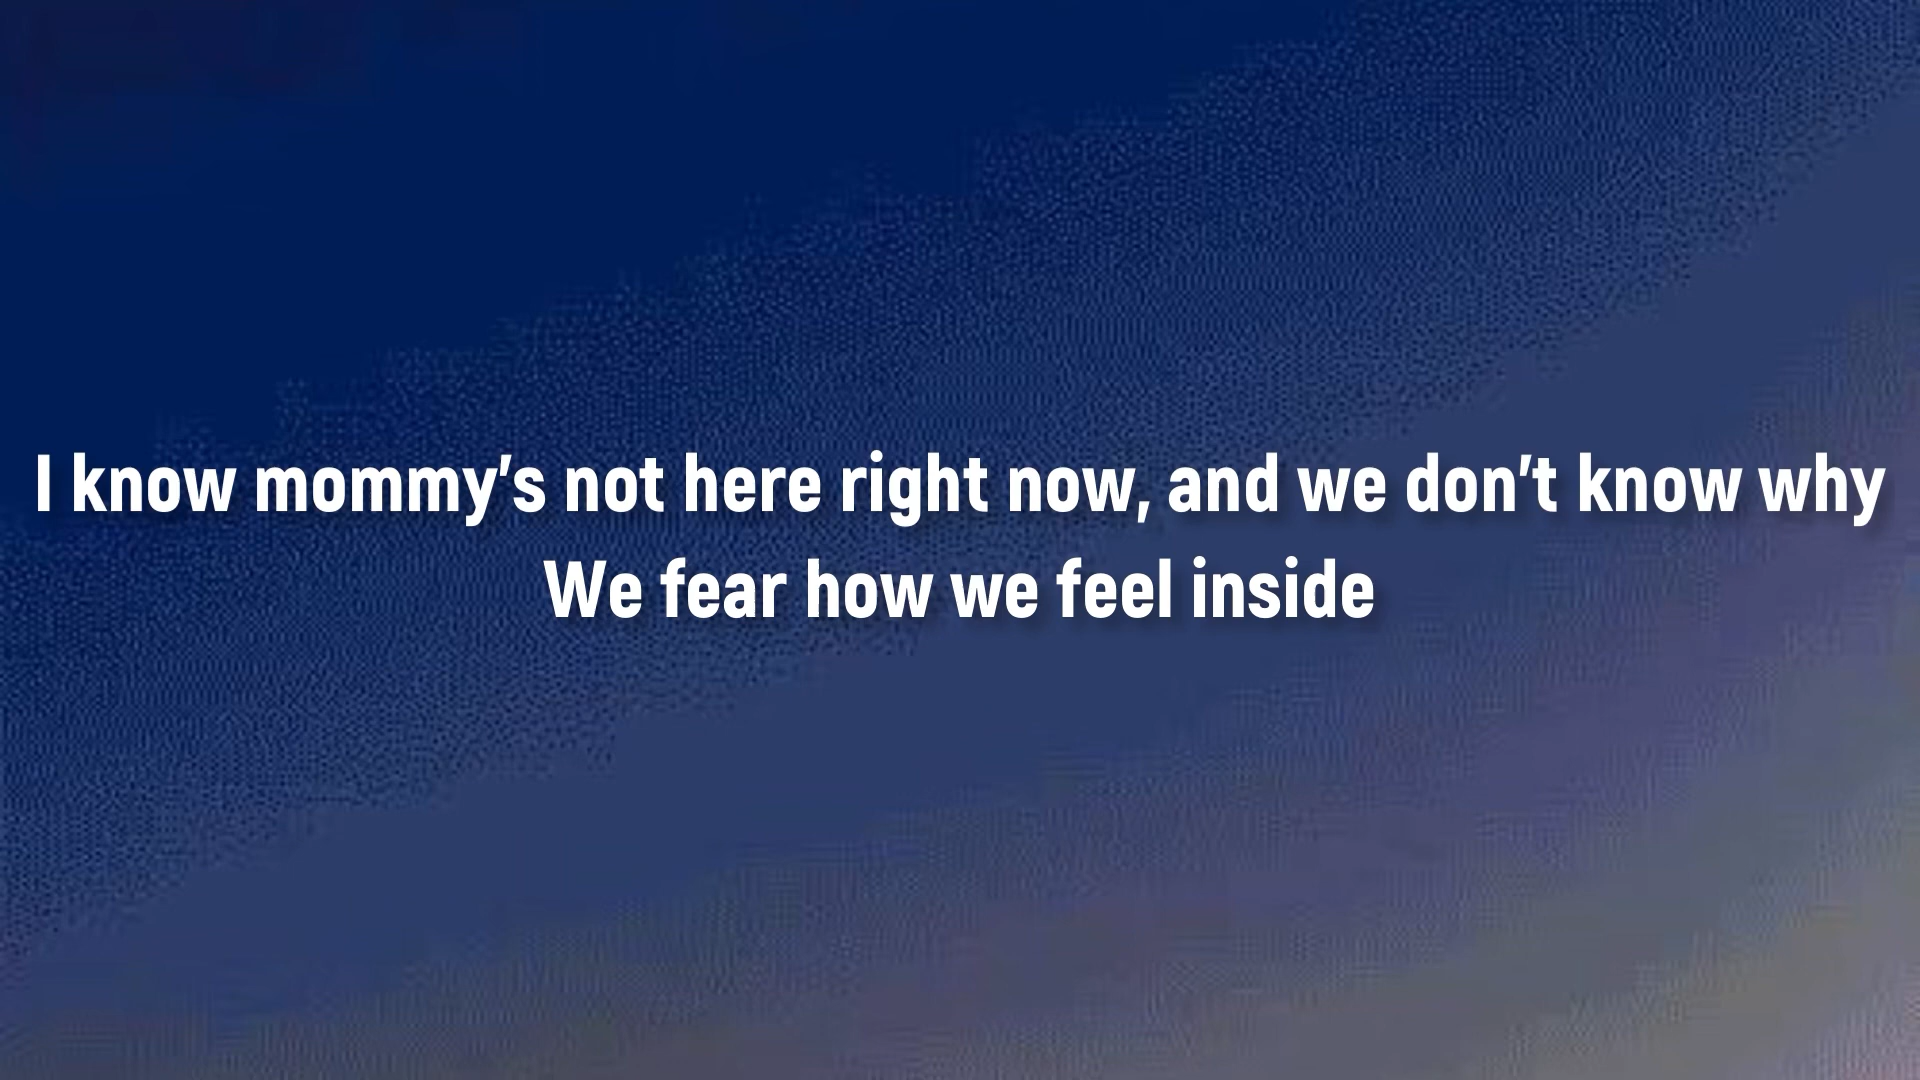 I know mommy’s not here right now, and we don’t know why
We fear how we feel inside